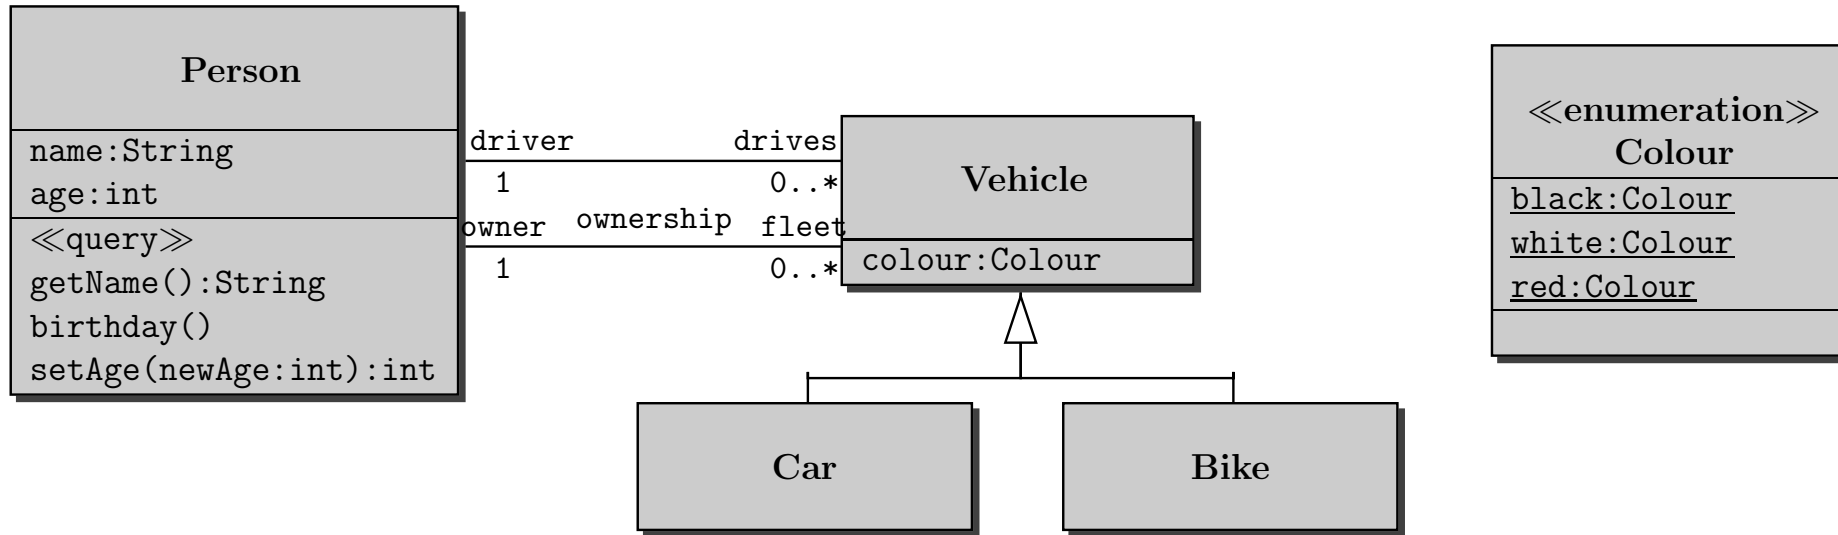 Person
name:String
age:int
≪query≫
getName():String
birthday()
setAge(newAge:int):int
driver
drives
1
0..*
owner
ownership
fleet
1
0..*
Vehicle
colour:Colour
Car
Bike
≪enumeration≫
Colour
black:Colour
white:Colour
red:Colour